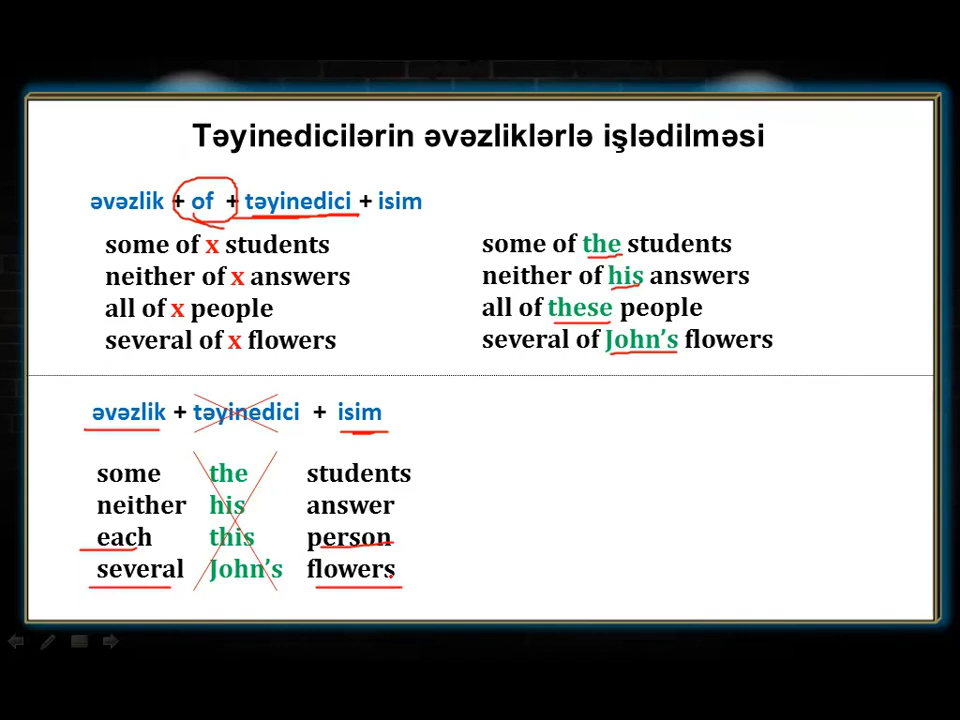 Təyinedicilərin əvəzliklərlə işlədilməsi
əvəzlik + of + təyinedici + isim
some of x students
neither of x answers
all of x people
several of x flowers
some of the students
neither of his answers
all of these people
several of John's flowers
əvəzlik + təyinedici + isim
some the students
neither his answer
each this person
several John's flowers